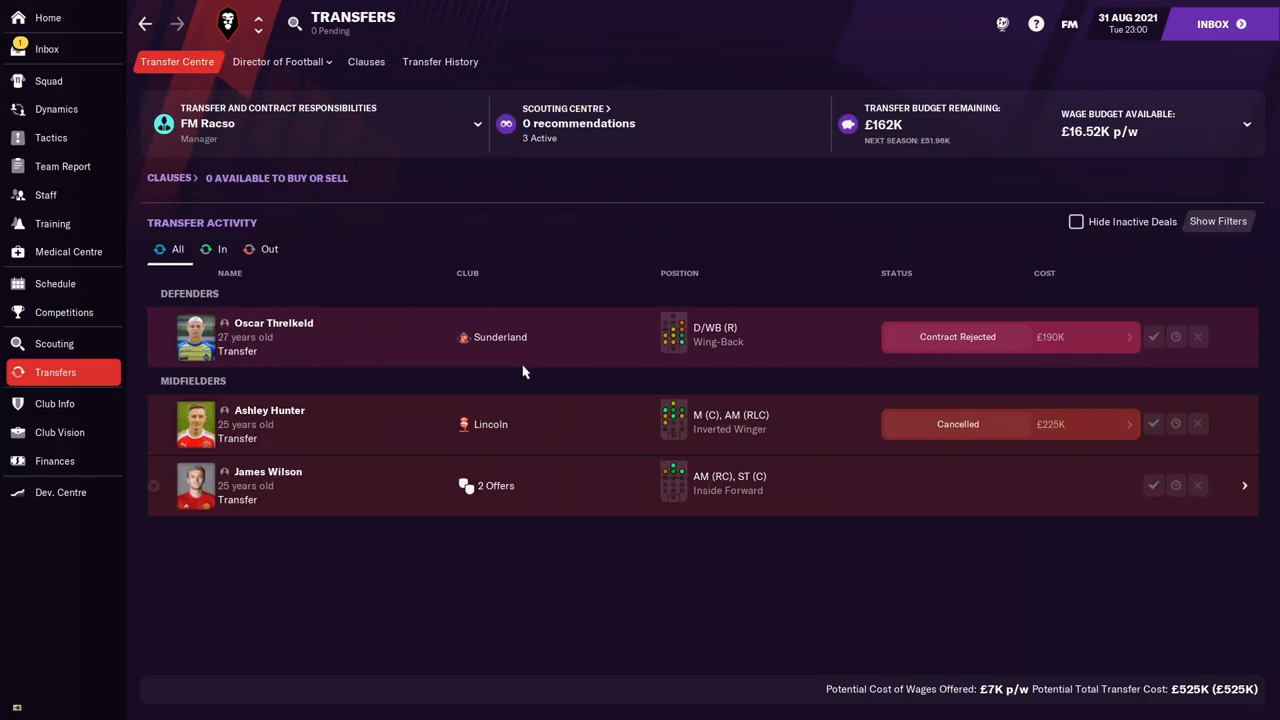 Home
TRANSFERS
0 Pending
FM
31 AUG 2021
Tue 23:00
INBOX
1
Inbox
Squad
Dynamics
Tactics
Team Report
Staff
Training
Medical Centre
Schedule
Competitions
Scouting
Transfers
Club Info
Club Vision
Finances
Dev. Centre
Transfer Centre
Director of Football
Clauses
Transfer History
TRANSFER AND CONTRACT RESPONSIBILITIES
FM Racso
Manager
SCOUTING CENTRE >
0 recommendations
3 Active
TRANSFER BUDGET REMAINING:
£162K
NEXT SEASON: £51.96K
WAGE BUDGET AVAILABLE:
£16.52K p/w
CLAUSES > 0 AVAILABLE TO BUY OR SELL
TRANSFER ACTIVITY
Hide Inactive Deals
Show Filters
All
In
Out
NAME CLUB POSITION STATUS COST
DEFENDERS
Oscar Threlkeld
27 years old
Transfer
Sunderland
D/WB (R)
Wing-Back
Contract Rejected £190K
MIDFIELDERS
Ashley Hunter
25 years old
Transfer
Lincoln
M (C), AM (RLC)
Inverted Winger
Cancelled £225K
James Wilson
25 years old
Transfer
2 Offers
AM (RC), ST (C)
Inside Forward
Potential Cost of Wages Offered: £7K p/w Potential Total Transfer Cost: £525K (£525K)